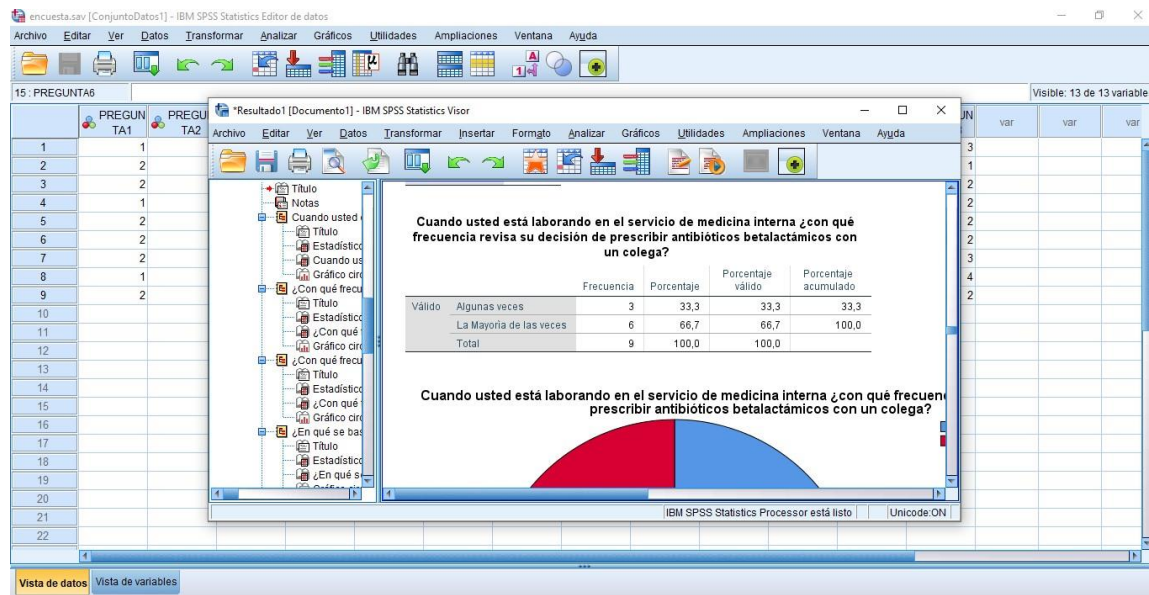 encuesta.sav [ConjuntoDatos1] - IBM SPSS Statistics Editor de datos
Archivo Editar Ver Datos Transformar Analizar Gráficos Utilidades Ampliaciones Ventana Ayuda
15 : PREGUNTA6
Visible: 13 de 13 variable
PREGUN TA1
PREGU TA2
JN
var var var
1 1 3
2 2 1
3 2 2
4 1 2
5 2 2
6 2 2
7 2 3
8 1 4
9 2 2
10
11
12
13
14
15
16
17
18
19
20
21
22
*Resultado1 [Documento1] - IBM SPSS Statistics Visor
Archivo Editar Ver Datos Transformar Insertar Formato Analizar Gráficos Utilidades Ampliaciones Ventana Ayuda
Título
Notas
Cuando usted
Título
Estadístic
Cuando us
Gráfico circ
¿Con qué frecu
Título
Estadístic
¿Con qué
Gráfico circ
¿Con qué frecu
Título
Estadístic
¿Con qué
Gráfico circ
¿En qué se bas
Título
Estadístic
¿En qué s
Cuando usted está laborando en el servicio de medicina interna ¿con qué
frecuencia revisa su decisión de prescribir antibióticos betalactámicos con
un colega?
Frecuencia Porcentaje Porcentaje válido Porcentaje acumulado
Válido Algunas veces 3 33,3 33,3 33,3
La Mayoría de las veces 6 66,7 66,7 100,0
Total 9 100,0 100,0
Cuando usted está laborando en el servicio de medicina interna ¿con qué frecuen
prescribir antibióticos betalactámicos con un colega?
IBM SPSS Statistics Processor está listo Unicode:ON
Vista de datos Vista de variables